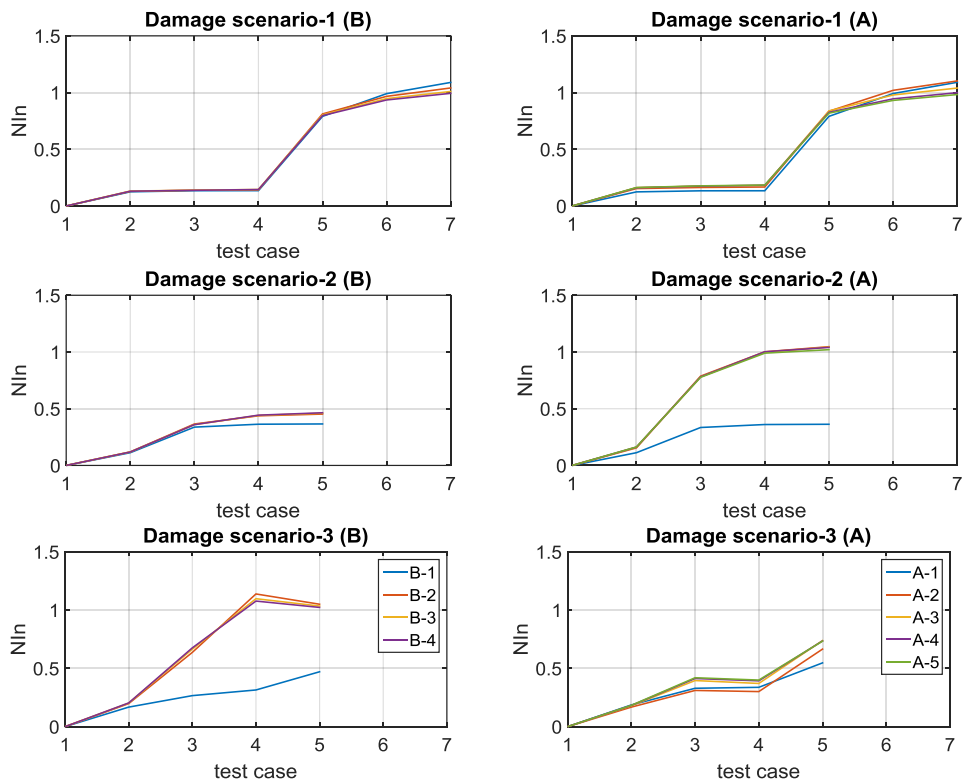 Damage scenario-1 (B)
1.5
1
0.5
0
NIn
1 2 3 4 5 6 7
test case
Damage scenario-1 (A)
1.5
1
0.5
0
NIn
1 2 3 4 5 6 7
test case
Damage scenario-2 (B)
1.5
1
0.5
0
NIn
1 2 3 4 5 6 7
test case
Damage scenario-2 (A)
1.5
1
0.5
0
NIn
1 2 3 4 5 6 7
test case
Damage scenario-3 (B)
1.5
1
0.5
0
NIn
B-1
B-2
B-3
B-4
1 2 3 4 5 6 7
test case
Damage scenario-3 (A)
1.5
1
0.5
0
NIn
A-1
A-2
A-3
A-4
A-5
1 2 3 4 5 6 7
test case